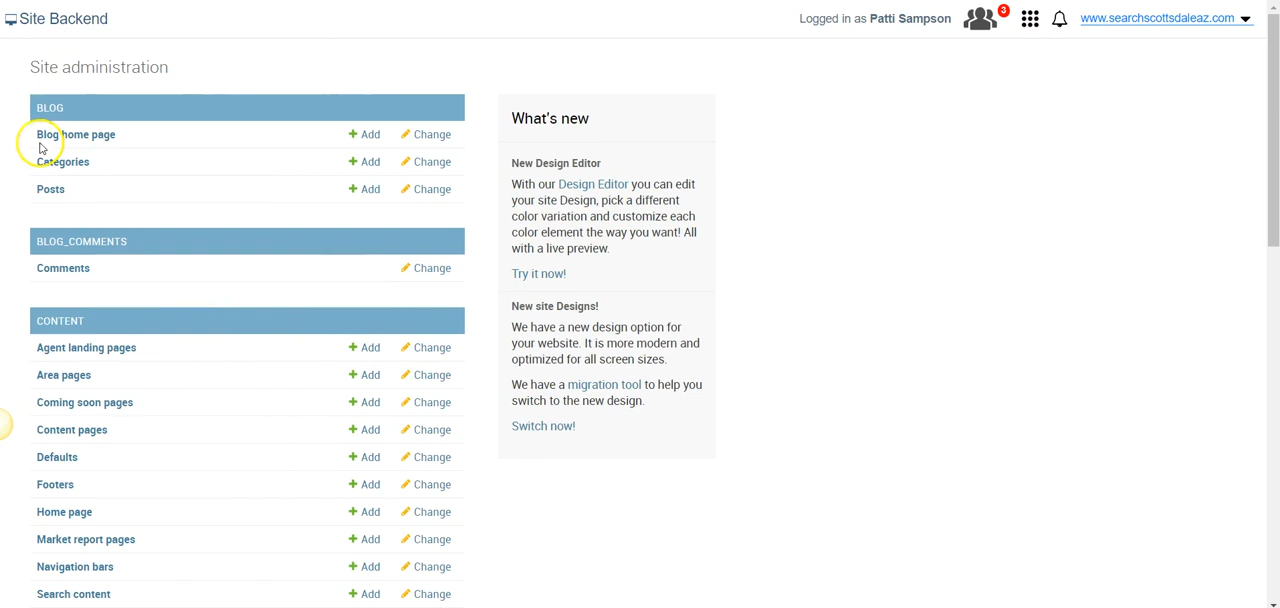 Site Backend
Logged in as Patti Sampson
3
www.searchscottsdaleaz.com
Site administration
BLOG
Blog home page Add Change
Categories Add Change
Posts Add Change
BLOG_COMMENTS
Comments Change
CONTENT
Agent landing pages Add Change
Area pages Add Change
Coming soon pages Add Change
Content pages Add Change
Defaults Add Change
Footers Add Change
Home page Add Change
Market report pages Add Change
Navigation bars Add Change
Search content Add Change
What's new
New Design Editor
With our Design Editor you can edit
your site Design, pick a different
color variation and customize each
color element the way you want! All
with a live preview.
Try it now!
New site Designs!
We have a new design option for
your website. It is more modern and
optimized for all screen sizes.
We have a migration tool to help you
switch to the new design.
Switch now!